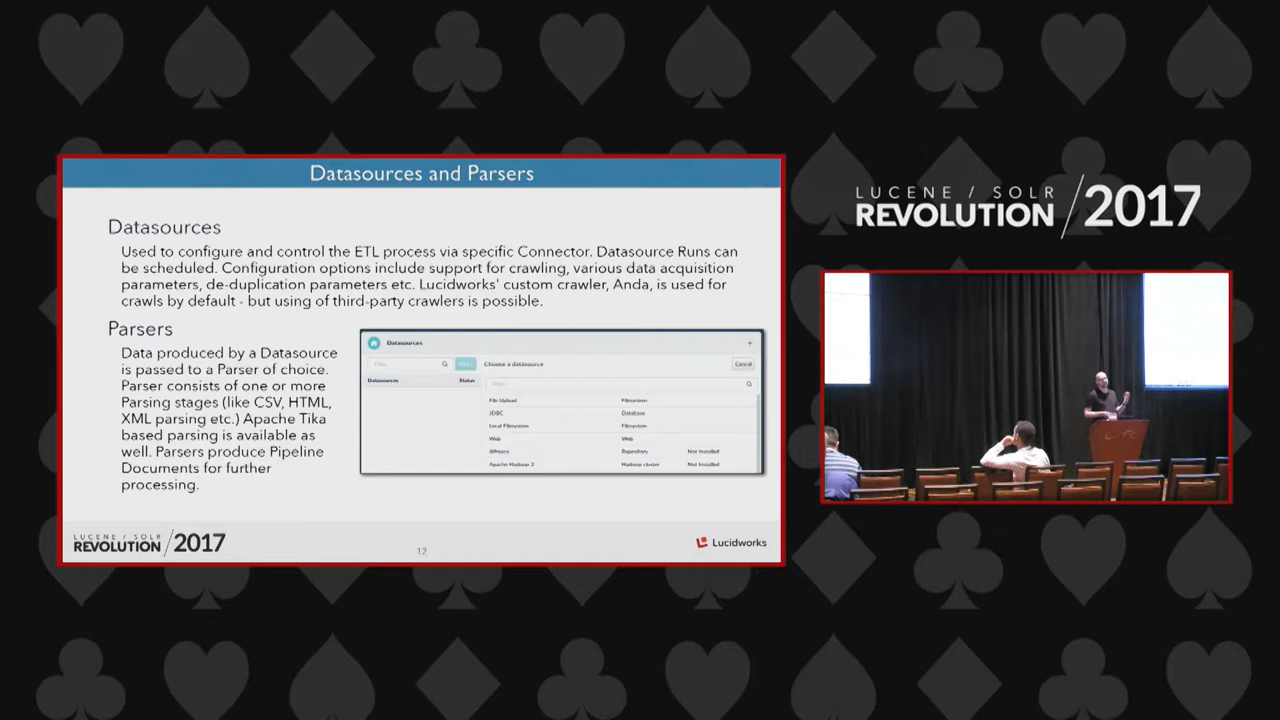 Datasources and Parsers
Datasources
Used to configure and control the ETL process via specific Connector. Datasource Runs can
be scheduled. Configuration options include support for crawling, various data acquisition
parameters, de-duplication parameters etc. Lucidworks' custom crawler, Anda, is used for
crawls by default - but using of third-party crawlers is possible.
Parsers
Data produced by a Datasource
is passed to a Parser of choice.
Parser consists of one or more
Parsing stages (like CSV, HTML,
XML parsing etc.) Apache Tika
based parsing is available as
well. Parsers produce Pipeline
Documents for further
processing.
Datasources +
Filter
Choose a datasource
Cancel
Datasources Status
Filter...
File Upload Filesystem
JDBC Database
Local Filesystem Filesystem
Web Web
Alfresco Repository Not Installed
Apache Hadoop 2 Hadoop cluster Not Installed
LUCENE / SOLR
REVOLUTION / 2017
12
Lucidworks
LUCENE / SOLR
REVOLUTION / 2017